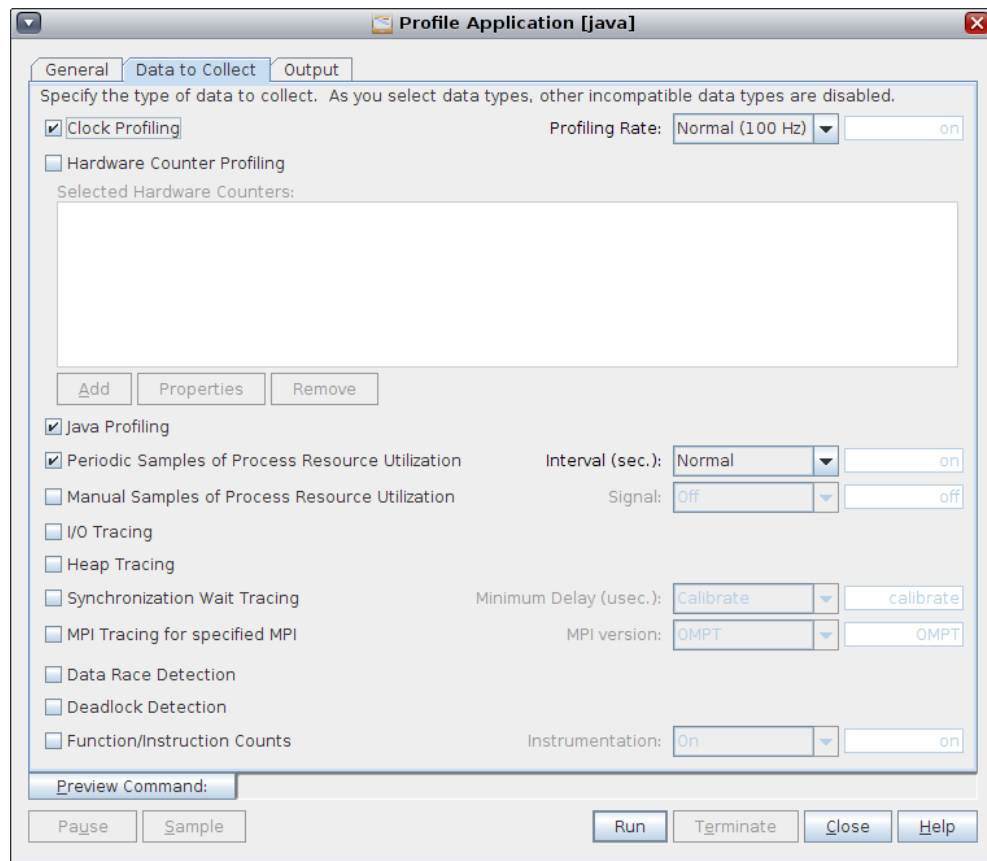 Profile Application [java]
General Data to Collect Output
Specify the type of data to collect. As you select data types, other incompatible data types are disabled.
Clock Profiling Profiling Rate: Normal (100 Hz) on
Hardware Counter Profiling
Selected Hardware Counters:
Add Properties Remove
Java Profiling
Periodic Samples of Process Resource Utilization Interval (sec.): Normal on
Manual Samples of Process Resource Utilization Signal: Off off
I/O Tracing
Heap Tracing
Synchronization Wait Tracing Minimum Delay (usec.): Calibrate calibrate
MPI Tracing for specified MPI MPI version: OMPT OMPT
Data Race Detection
Deadlock Detection
Function/Instruction Counts Instrumentation: On on
Preview Command:
Pause Sample Run Terminate Close Help